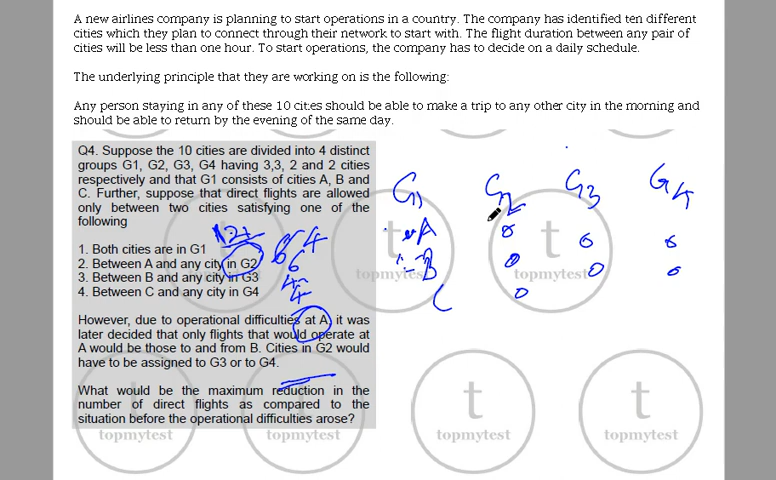 A new airlines company is planning to start operations in a country. The company has identified ten different
cities which they plan to connect through their network to start with. The flight duration between any pair of
cities will be less than one hour. To start operations, the company has to decide on a daily schedule.
The underlying principle that they are working on is the following:
Any person staying in any of these 10 cities should be able to make a trip to any other city in the morning and
should be able to return by the evening of the same day.
Q4. Suppose the 10 cities are divided into 4 distinct
groups G1, G2, G3, G4 having 3,3, 2 and 2 cities
respectively and that G1 consists of cities A, B and
C. Further, suppose that direct flights are allowed
only between two cities satisfying one of the
following
1. Both cities are in G1
2. Between A and any city in G2
3. Between B and any city in G3
4. Between C and any city in G4
However, due to operational difficulties at A, it was
later decided that only flights that would operate at
A would be those to and from B. Cities in G2 would
have to be assigned to G3 or to G4.
What would be the maximum reduction in the
number of direct flights as compared to the
situation before the operational difficulties arose?
G1 G2 G3 G4
A
B
C
6
4
4
t
topmytest
t
topmytest
t
topmytest
t
topmytest
t
topmytest
t
topmytest